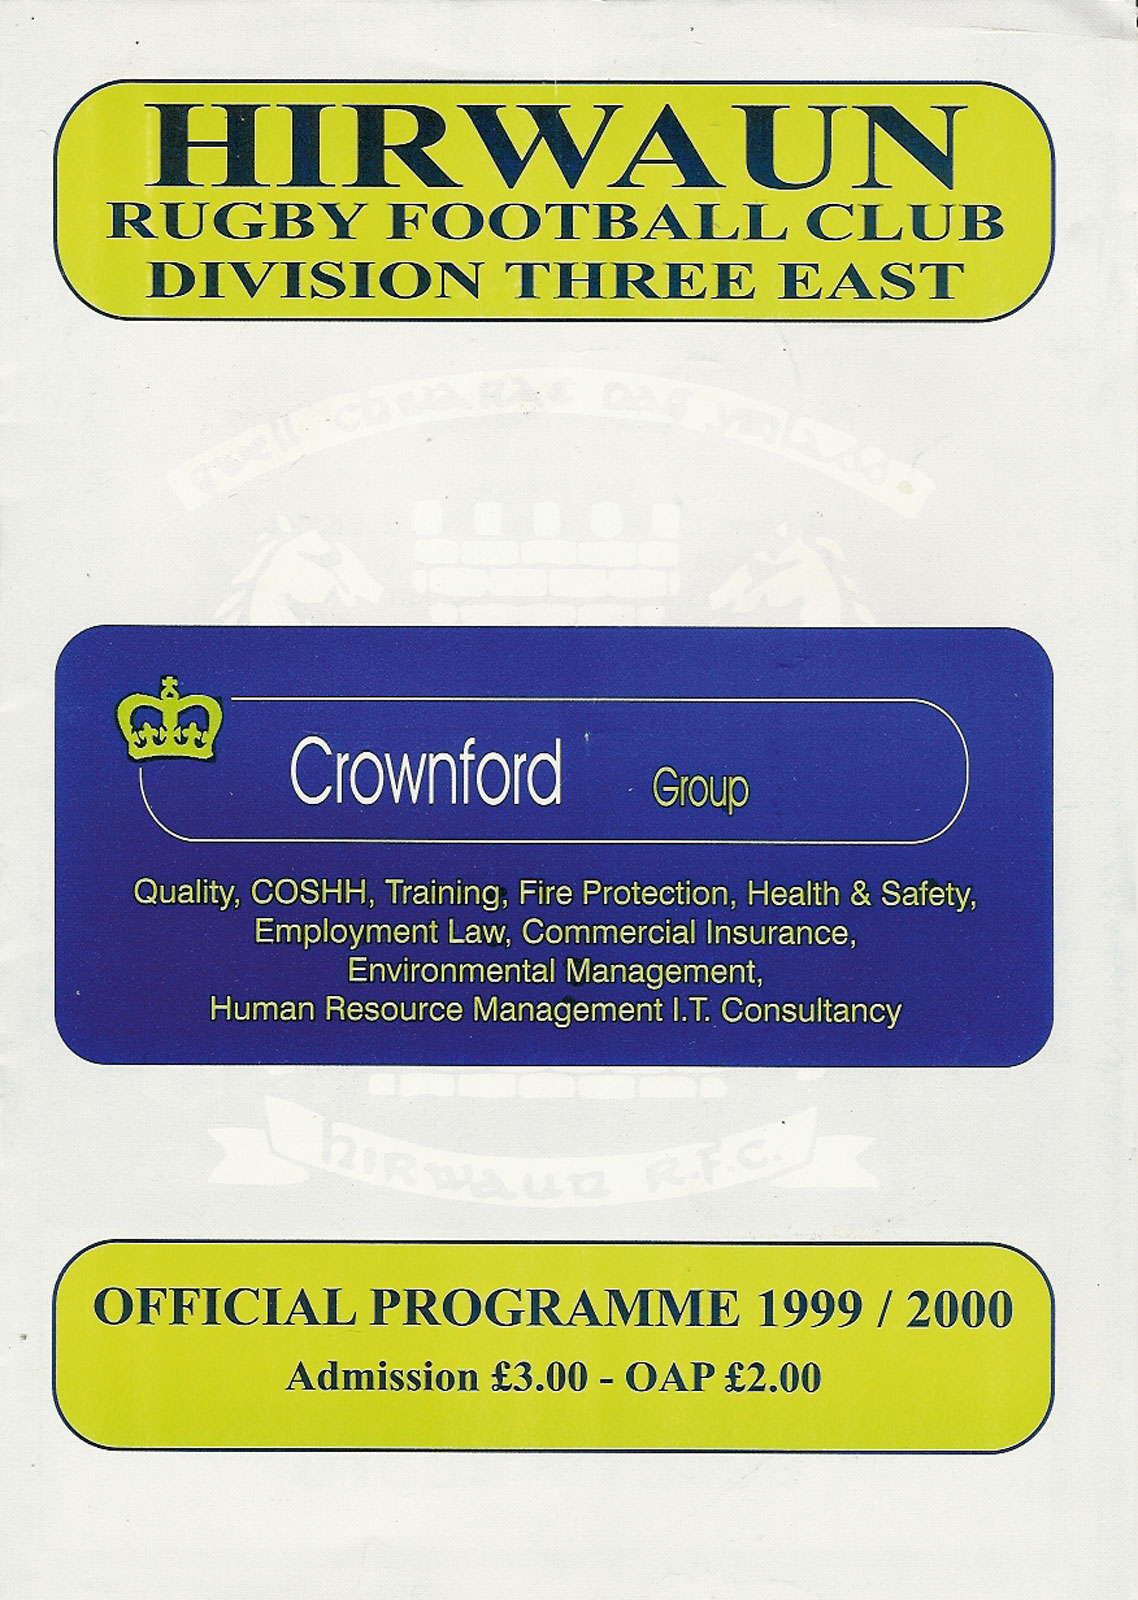 HIRWAUN
RUGBY FOOTBALL CLUB
DIVISION THREE EAST
Crownford Group
Quality, COSHH, Training, Fire Protection, Health & Safety,
Employment Law, Commercial Insurance,
Environmental Management,
Human Resource Management I.T. Consultancy
HIRWAUN R.F.C.
OFFICIAL PROGRAMME 1999 / 2000
Admission £3.00 - OAP £2.00